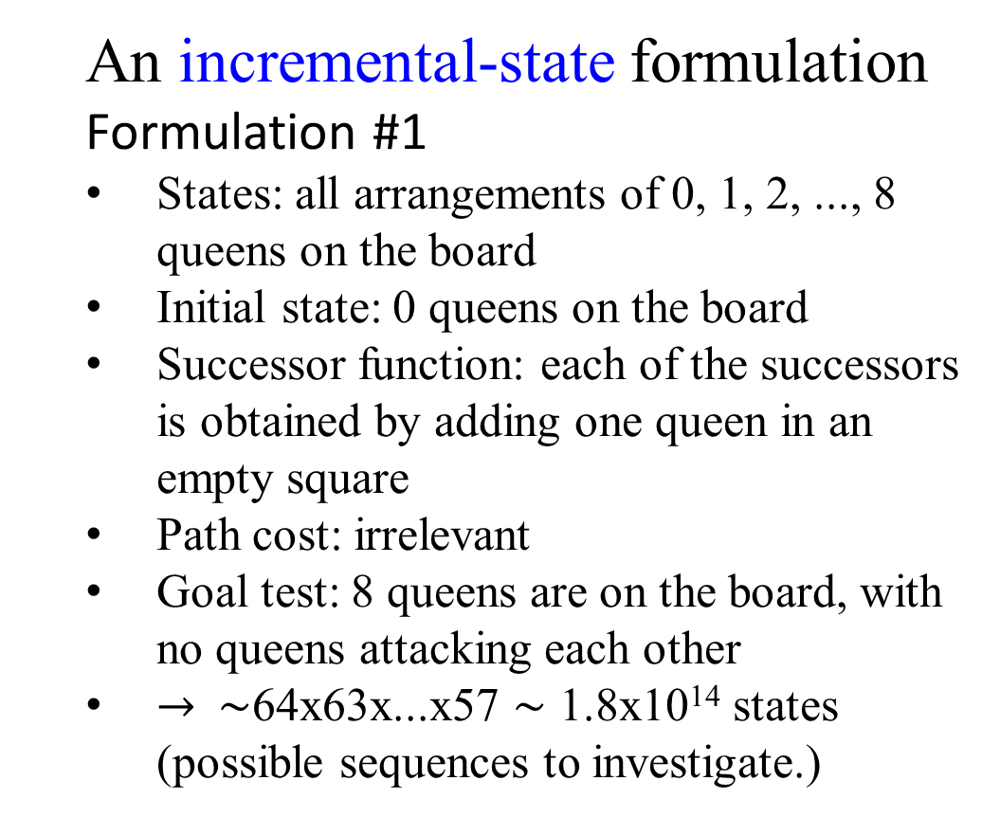 An incremental-state formulation
Formulation #1
• States: all arrangements of 0, 1, 2, ..., 8
queens on the board
• Initial state: 0 queens on the board
• Successor function: each of the successors
is obtained by adding one queen in an
empty square
• Path cost: irrelevant
• Goal test: 8 queens are on the board, with
no queens attacking each other
• → ~64x63x...x57 ~ 1.8x10¹⁴ states
(possible sequences to investigate.)